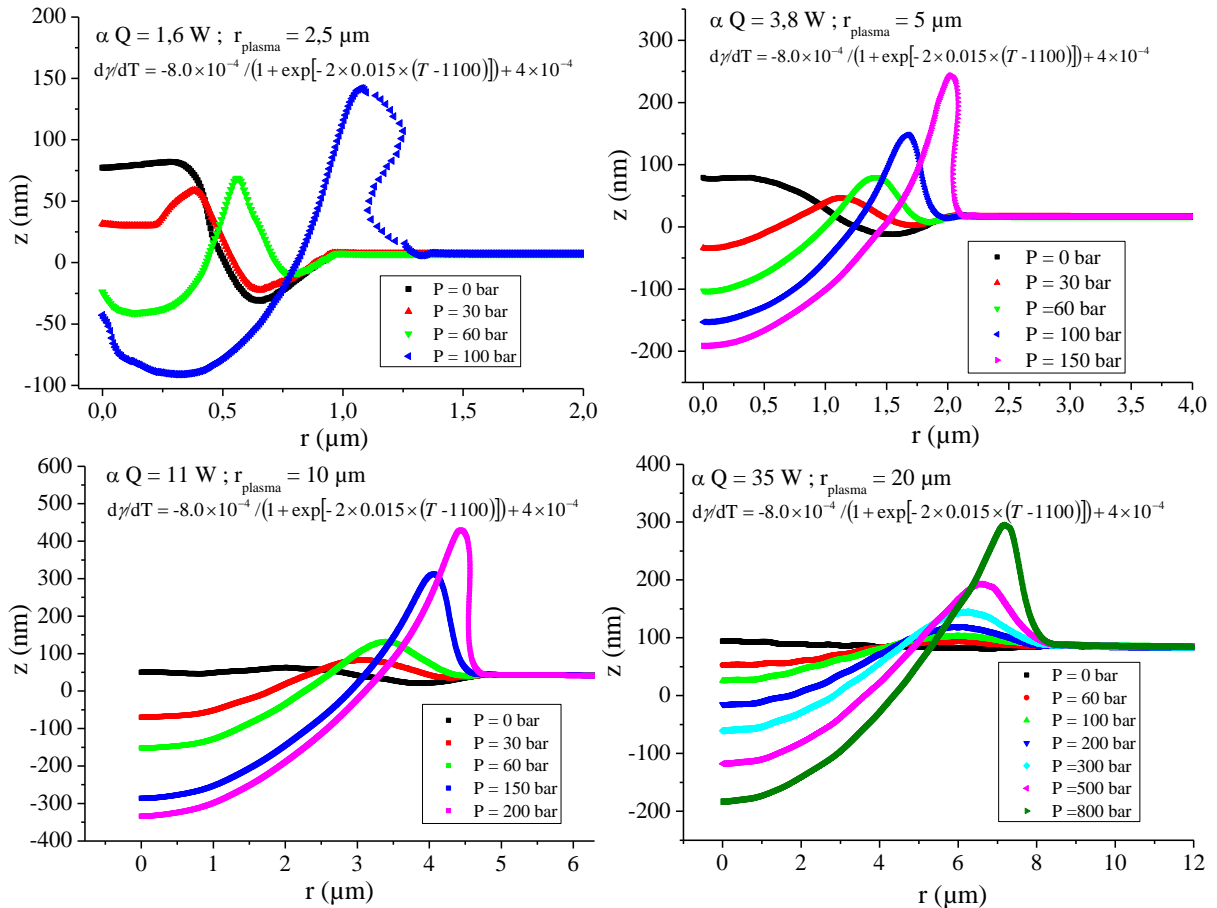 α Q = 1,6 W ; r_plasma = 2,5 µm
dγ/dT = -8.0×10⁻⁴ /(1+exp[-2×0.015×(T -1100)])+4×10⁻⁴
200
150
100
50
0
-50
-100
z (nm)
P = 0 bar
P = 30 bar
P = 60 bar
P = 100 bar
0,0 0,5 1,0 1,5 2,0
r (µm)
α Q = 3,8 W ; r_plasma = 5 µm
dγ/dT = -8.0×10⁻⁴ /(1+exp[-2×0.015×(T -1100)])+4×10⁻⁴
300
200
100
0
-100
-200
z (nm)
P = 0 bar
P = 30 bar
P =60 bar
P = 100 bar
P = 150 bar
0,0 0,5 1,0 1,5 2,0 2,5 3,0 3,5 4,0
r (µm)
α Q = 11 W ; r_plasma = 10 µm
dγ/dT = -8.0×10⁻⁴ /(1+exp[-2×0.015×(T -1100)])+4×10⁻⁴
600
500
400
300
200
100
0
-100
-200
-300
-400
z (nm)
P = 0 bar
P = 30 bar
P = 60 bar
P = 150 bar
P = 200 bar
0 1 2 3 4 5 6
r (µm)
α Q = 35 W ; r_plasma = 20 µm
dγ/dT = -8.0×10⁻⁴ /(1+exp[-2×0.015×(T -1100)])+4×10⁻⁴
400
300
200
100
0
-100
-200
z (nm)
P = 0 bar
P = 60 bar
P = 100 bar
P = 200 bar
P =300 bar
P =500 bar
P =800 bar
0 2 4 6 8 10 12
r (µm)